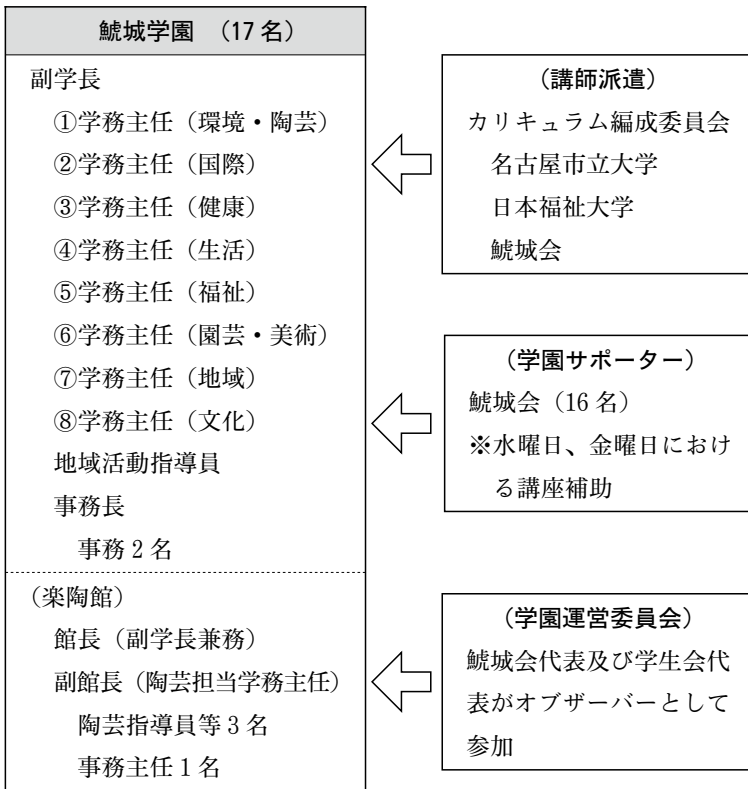 鯱城学園　（17名）
副学長
①学務主任（環境・陶芸）
②学務主任（国際）
③学務主任（健康）
④学務主任（生活）
⑤学務主任（福祉）
⑥学務主任（園芸・美術）
⑦学務主任（地域）
⑧学務主任（文化）
地域活動指導員
事務長
事務2名
（楽陶館）
館長（副学長兼務）
副館長（陶芸担当学務主任）
陶芸指導員等3名
事務主任1名
（講師派遣）
カリキュラム編成委員会
名古屋市立大学
日本福祉大学
鯱城会
（学園サポーター）
鯱城会（16名）
※水曜日、金曜日におけ
る講座補助
（学園運営委員会）
鯱城会代表及び学生会代
表がオブザーバーとして
参加